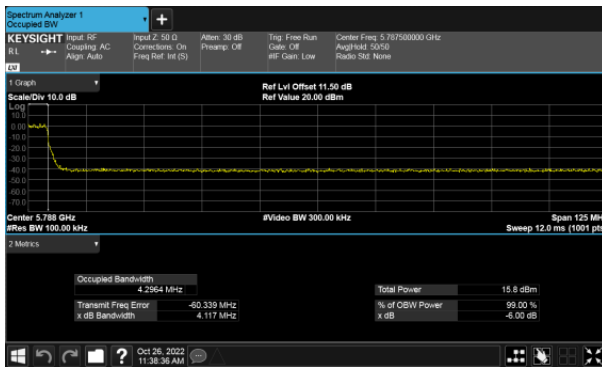 Spectrum Analyzer 1
Occupied BW
KEYSIGHT
R L
LXI
Input: RF
Coupling: AC
Align: Auto
Input Z: 50 Ω
Corrections: On
Freq Ref: Int (S)
Atten: 30 dB
Preamp: Off
Trig: Free Run
Gate: Off
#IF Gain: Low
Center Freq: 5.787500000 GHz
Avg|Hold: 50/50
Radio Std: None
1 Graph
Scale/Div 10.0 dB
Ref Lvl Offset 11.50 dB
Ref Value 20.00 dBm
Log
10.0
0.00
-10.0
-20.0
-30.0
-40.0
-50.0
-60.0
-70.0
Center 5.788 GHz
#Video BW 300.00 kHz
Span 125 MH
#Res BW 100.00 kHz
Sweep 12.0 ms (1001 pts
2 Metrics
Occupied Bandwidth
4.2964 MHz
Total Power 15.8 dBm
Transmit Freq Error -60.339 MHz
% of OBW Power 99.00 %
x dB Bandwidth 4.117 MHz
x dB -6.00 dB
?
Oct 26, 2022
11:38:36 AM